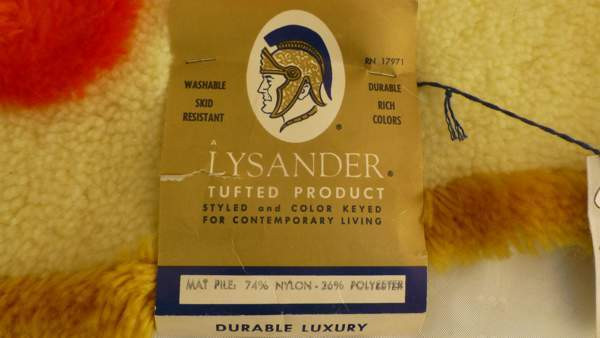 RN 17971
WASHABLE
SKID
RESISTANT
DURABLE
RICH
COLORS
®
A
LYSANDER®
TUFTED PRODUCT
STYLED and COLOR KEYED
FOR CONTEMPORARY LIVING
MAT PILE: 74% NYLON - 26% POLYESTER
DURABLE LUXURY